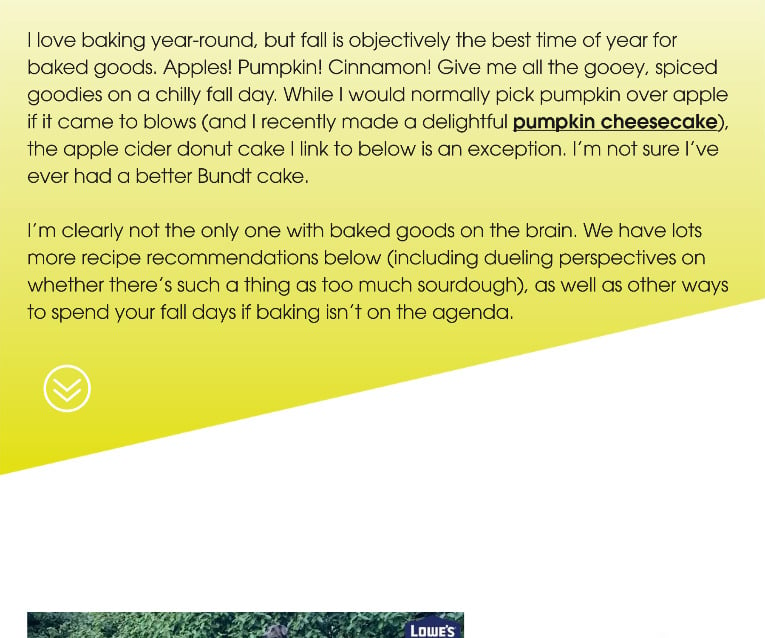 I love baking year-round, but fall is objectively the best time of year for
baked goods. Apples! Pumpkin! Cinnamon! Give me all the gooey, spiced
goodies on a chilly fall day. While I would normally pick pumpkin over apple
if it came to blows (and I recently made a delightful pumpkin cheesecake),
the apple cider donut cake I link to below is an exception. I’m not sure I’ve
ever had a better Bundt cake.
I’m clearly not the only one with baked goods on the brain. We have lots
more recipe recommendations below (including dueling perspectives on
whether there’s such a thing as too much sourdough), as well as other ways
to spend your fall days if baking isn’t on the agenda.
LOWE'S